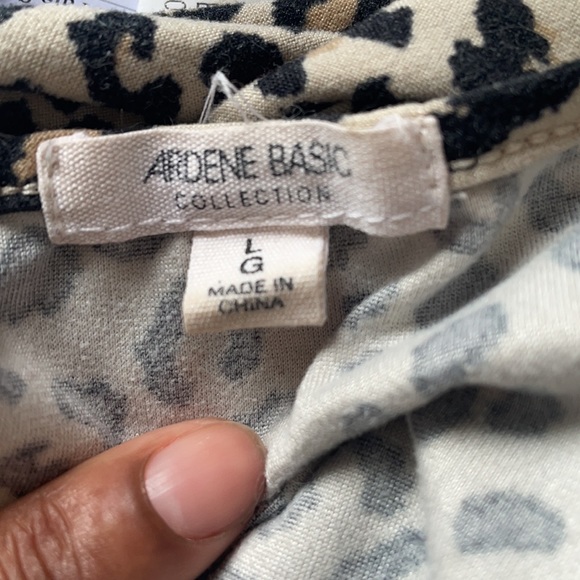 ARDENE BASIC
COLLECTION
L
G
MADE IN
CHINA